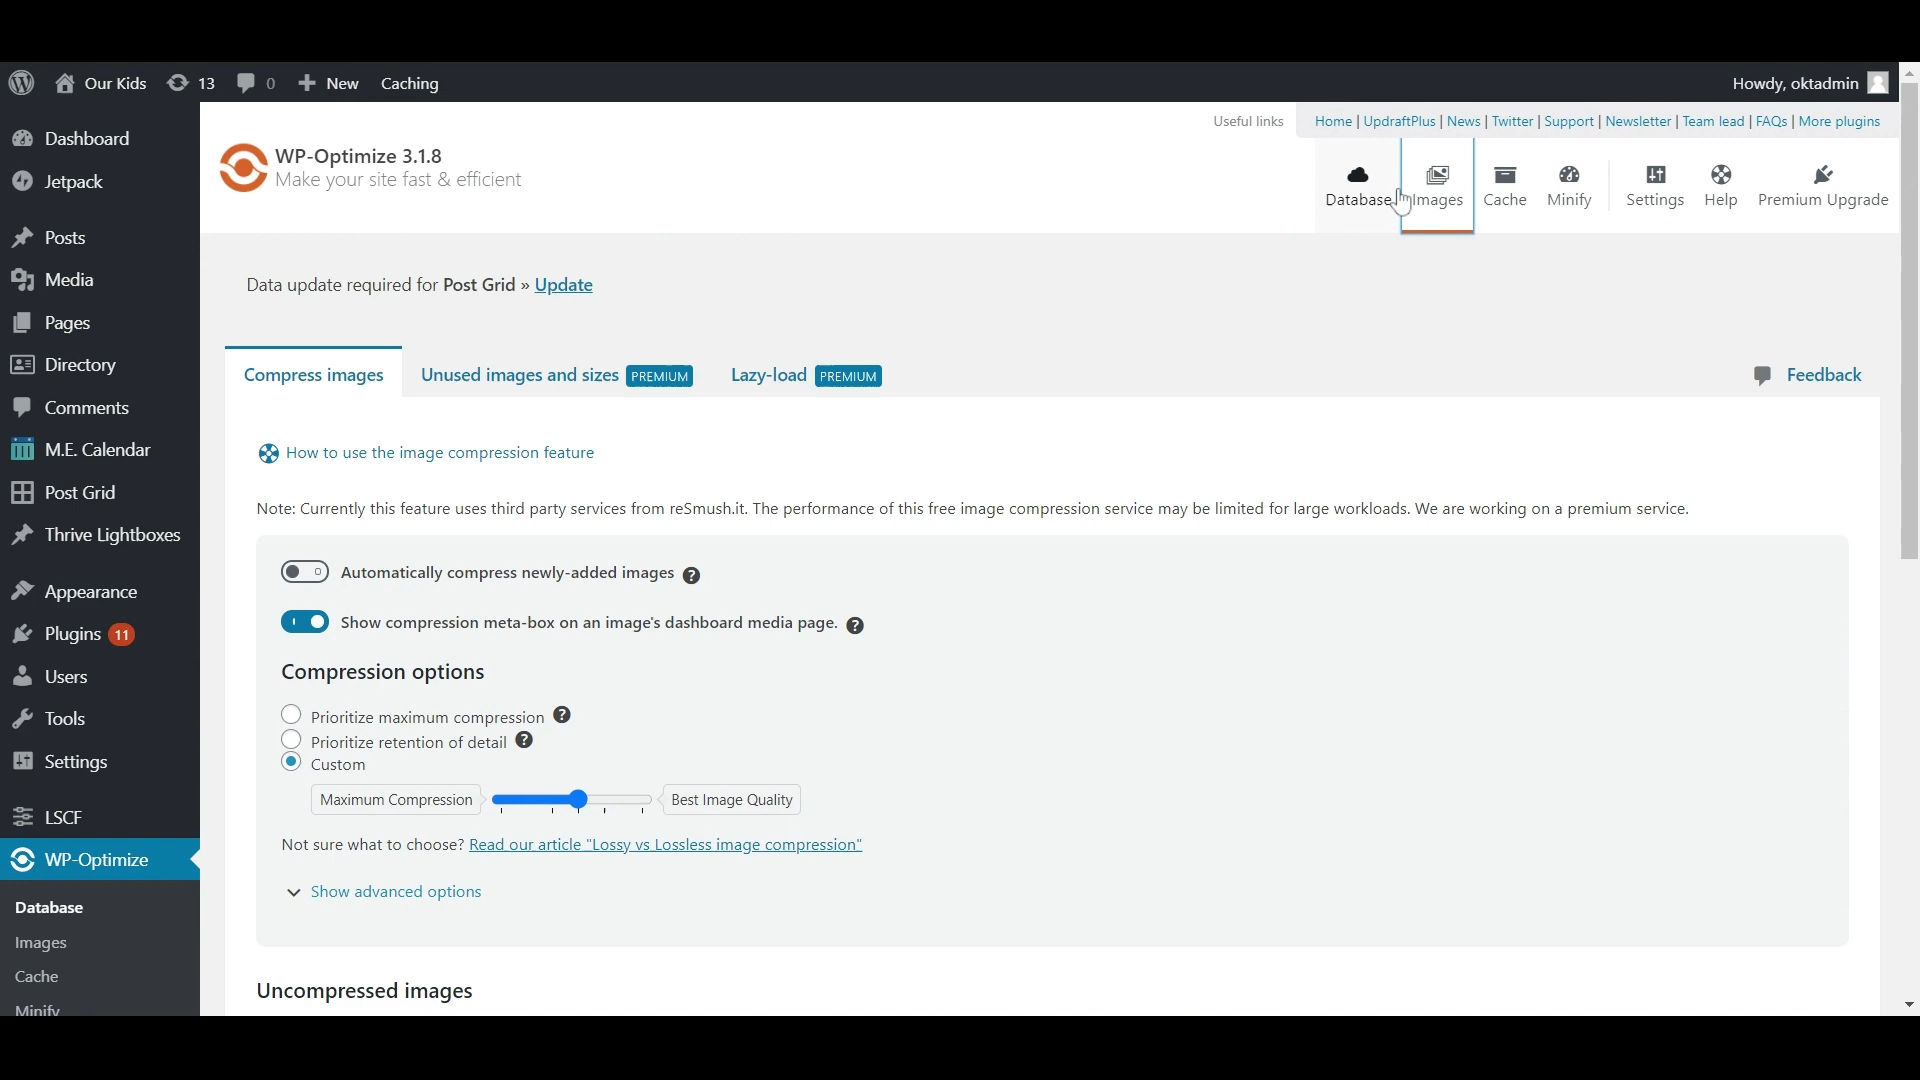 Our Kids 13 0 New Caching Howdy, oktadmin
Useful links Home | UpdraftPlus | News | Twitter | Support | Newsletter | Team lead | FAQs | More plugins
WP-Optimize 3.1.8
Make your site fast & efficient
Database Images Cache Minify Settings Help Premium Upgrade
Dashboard
Jetpack
Posts
Media
Pages
Directory
Comments
M.E. Calendar
Post Grid
Thrive Lightboxes
Appearance
Plugins 11
Users
Tools
Settings
LSCF
WP-Optimize
Database
Images
Cache
Minify
Data update required for Post Grid » Update
Compress images Unused images and sizes PREMIUM Lazy-load PREMIUM Feedback
How to use the image compression feature
Note: Currently this feature uses third party services from reSmush.it. The performance of this free image compression service may be limited for large workloads. We are working on a premium service.
Automatically compress newly-added images ?
Show compression meta-box on an image's dashboard media page. ?
Compression options
Prioritize maximum compression ?
Prioritize retention of detail ?
Custom
Maximum Compression Best Image Quality
Not sure what to choose? Read our article "Lossy vs Lossless image compression"
Show advanced options
Uncompressed images